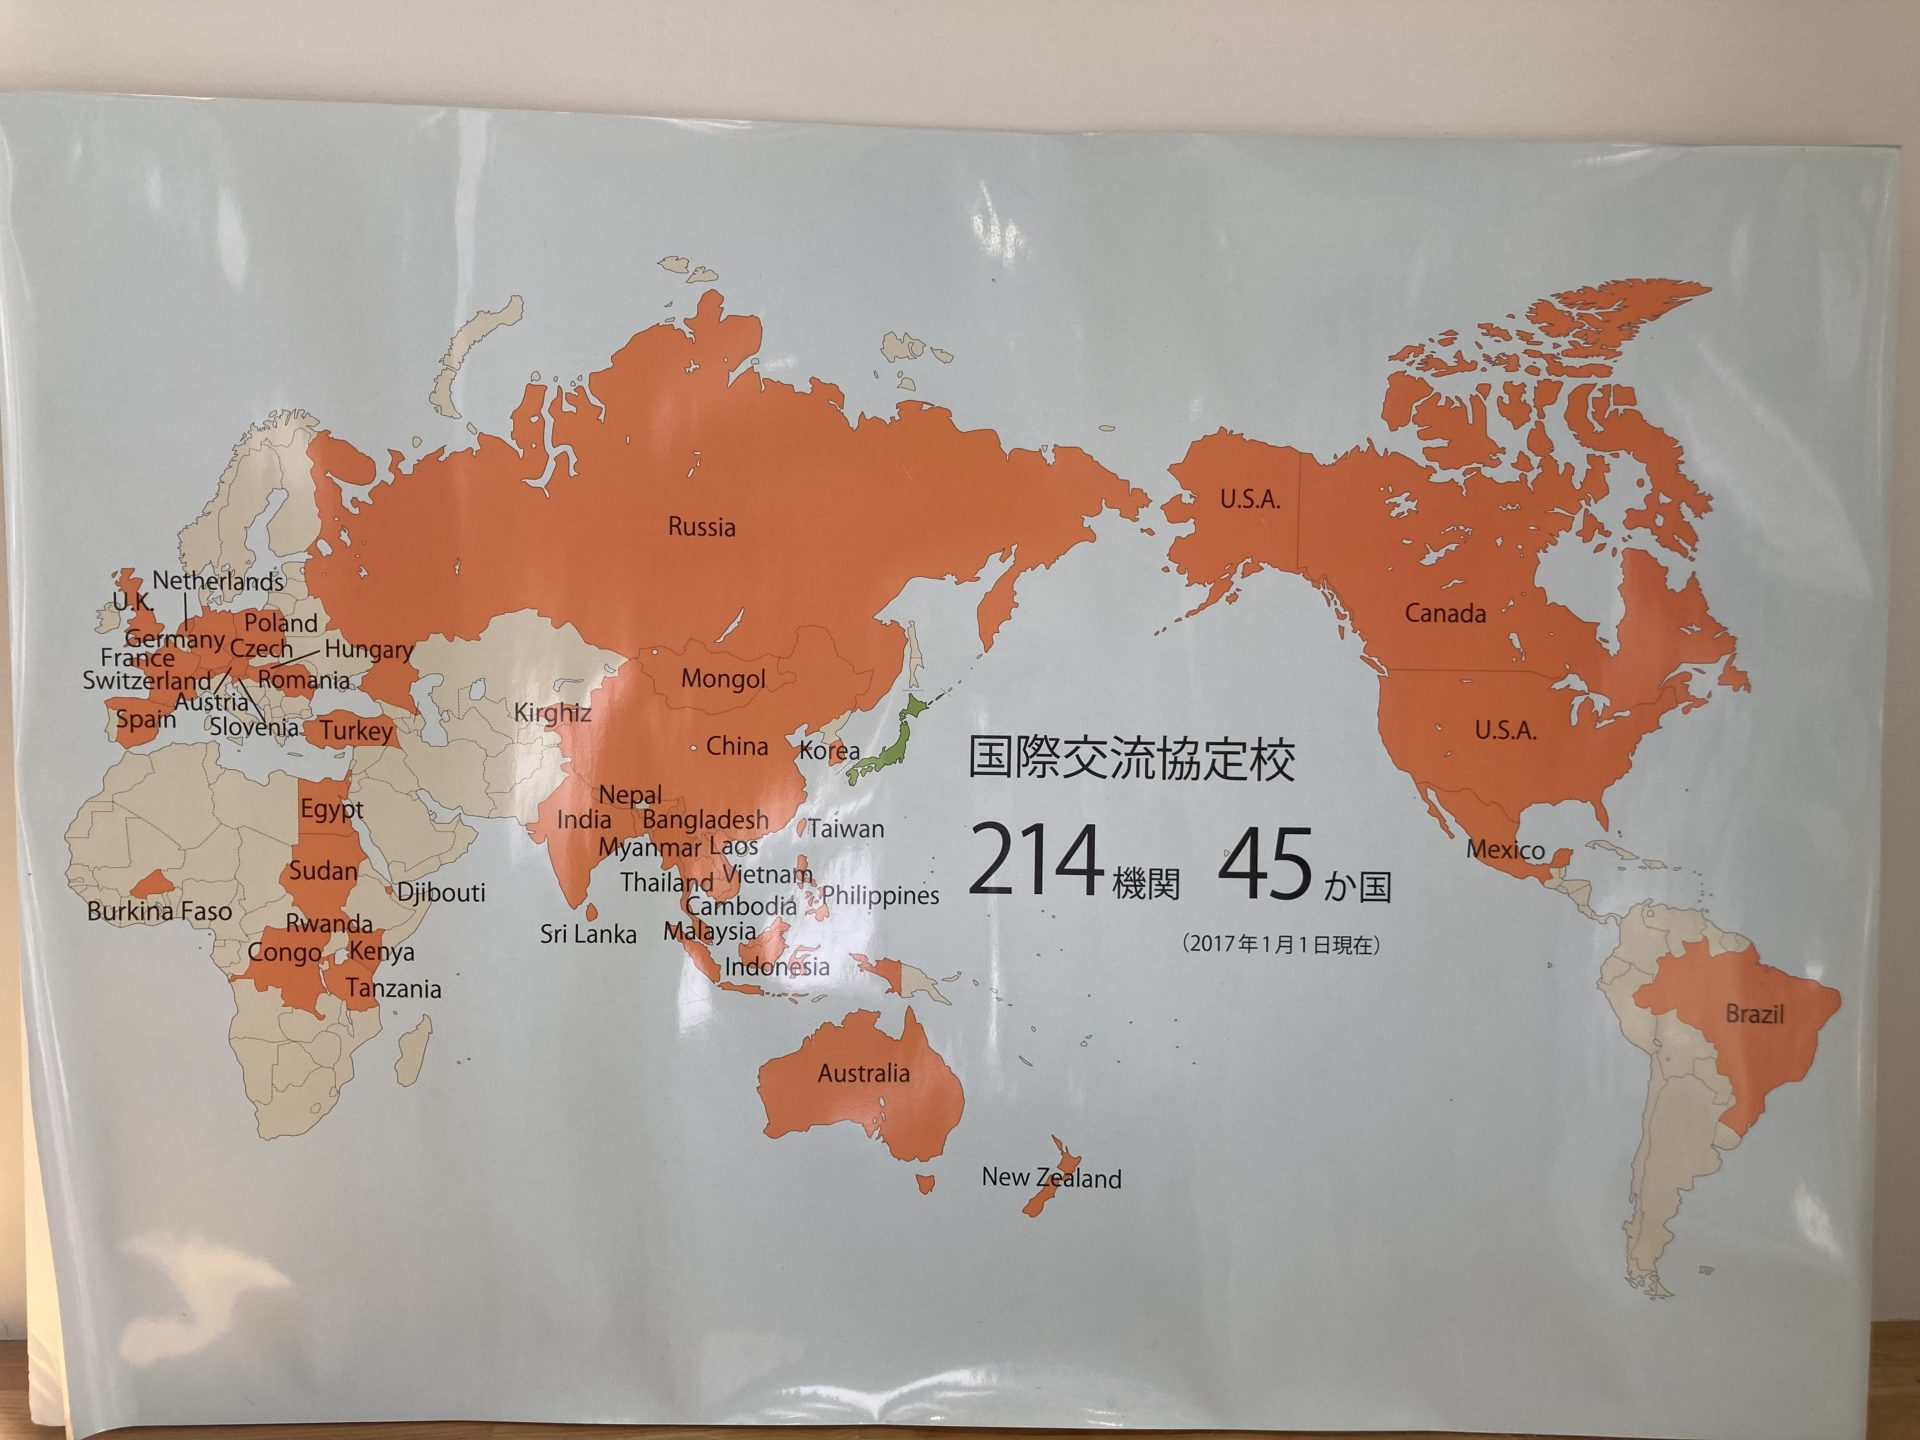 Russia
U.S.A.
Canada
Netherlands
U.K.
Poland
Germany
Czech
Hungary
France
Switzerland
Romania
Austria
Spain
Slovenia
Turkey
Mongol
Kirghiz
China
Korea
U.S.A.
国際交流協定校
Egypt
Nepal
India
Bangladesh
Taiwan
Myanmar
Laos
Mexico
Sudan
Thailand
Vietnam
Djibouti
Philippines
Cambodia
214機関 45か国
Burkina Faso
Rwanda
Sri Lanka
Malaysia
Congo
Kenya
Indonesia
(2017年1月1日現在)
Tanzania
Brazil
Australia
New Zealand